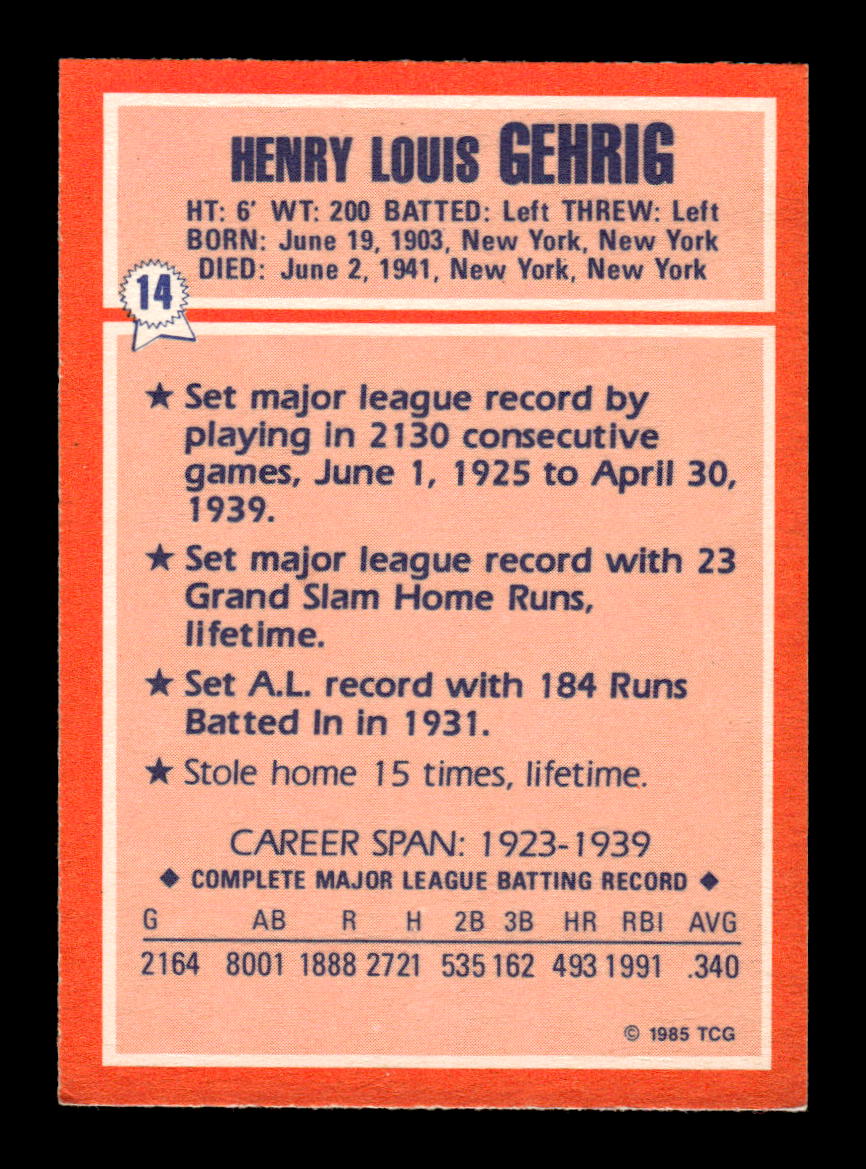 HENRY LOUIS GEHRIG
HT: 6' WT: 200 BATTED: Left THREW: Left
BORN: June 19, 1903, New York, New York
DIED: June 2, 1941, New York, New York
14
★ Set major league record by
playing in 2130 consecutive
games, June 1, 1925 to April 30,
1939.
★ Set major league record with 23
Grand Slam Home Runs,
lifetime.
★ Set A.L. record with 184 Runs
Batted In in 1931.
★ Stole home 15 times, lifetime.
CAREER SPAN: 1923-1939
◆ COMPLETE MAJOR LEAGUE BATTING RECORD ◆
G AB R H 2B 3B HR RBI AVG
2164 8001 1888 2721 535 162 493 1991 .340
© 1985 TCG